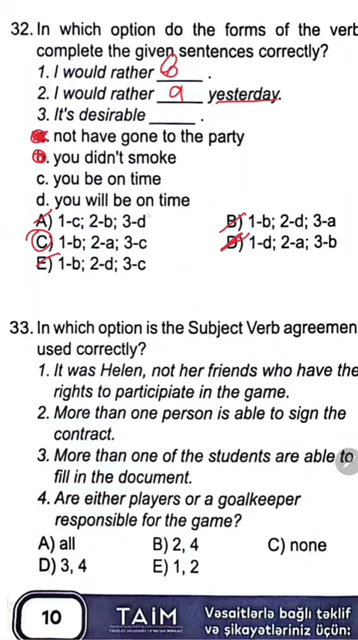 32. In which option do the forms of the verb
complete the given sentences correctly?
1. I would rather b .
2. I would rather a yesterday.
3. It's desirable ______ .
a. not have gone to the party
b. you didn't smoke
c. you be on time
d. you will be on time
A) 1-c; 2-b; 3-d B) 1-b; 2-d; 3-a
C) 1-b; 2-a; 3-c D) 1-d; 2-a; 3-b
E) 1-b; 2-d; 3-c
33. In which option is the Subject Verb agreemen
used correctly?
1. It was Helen, not her friends who have the
rights to participiate in the game.
2. More than one person is able to sign the
contract.
3. More than one of the students are able to
fill in the document.
4. Are either players or a goalkeeper
responsible for the game?
A) all B) 2, 4 C) none
D) 3, 4 E) 1, 2
10 TAİM Vəsaitlərlə bağlı təklif
və şikayətləriniz üçün: